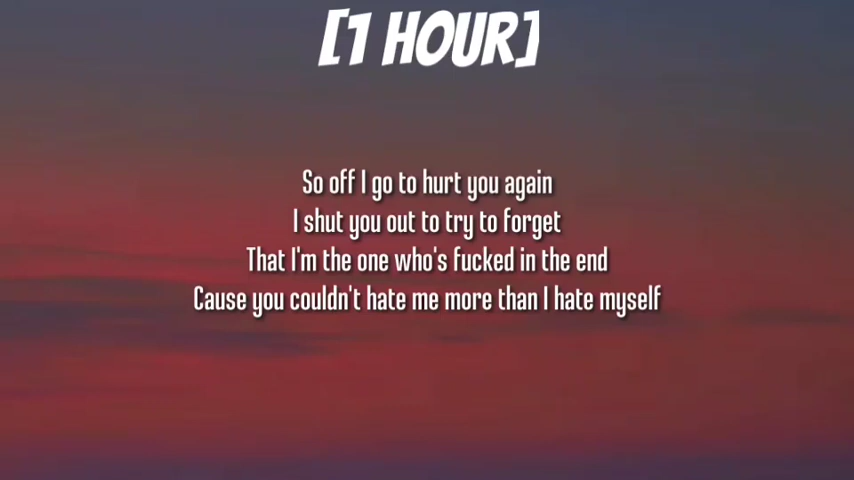 [1 HOUR]
So off I go to hurt you again
I shut you out to try to forget
That I'm the one who's fucked in the end
Cause you couldn't hate me more than I hate myself